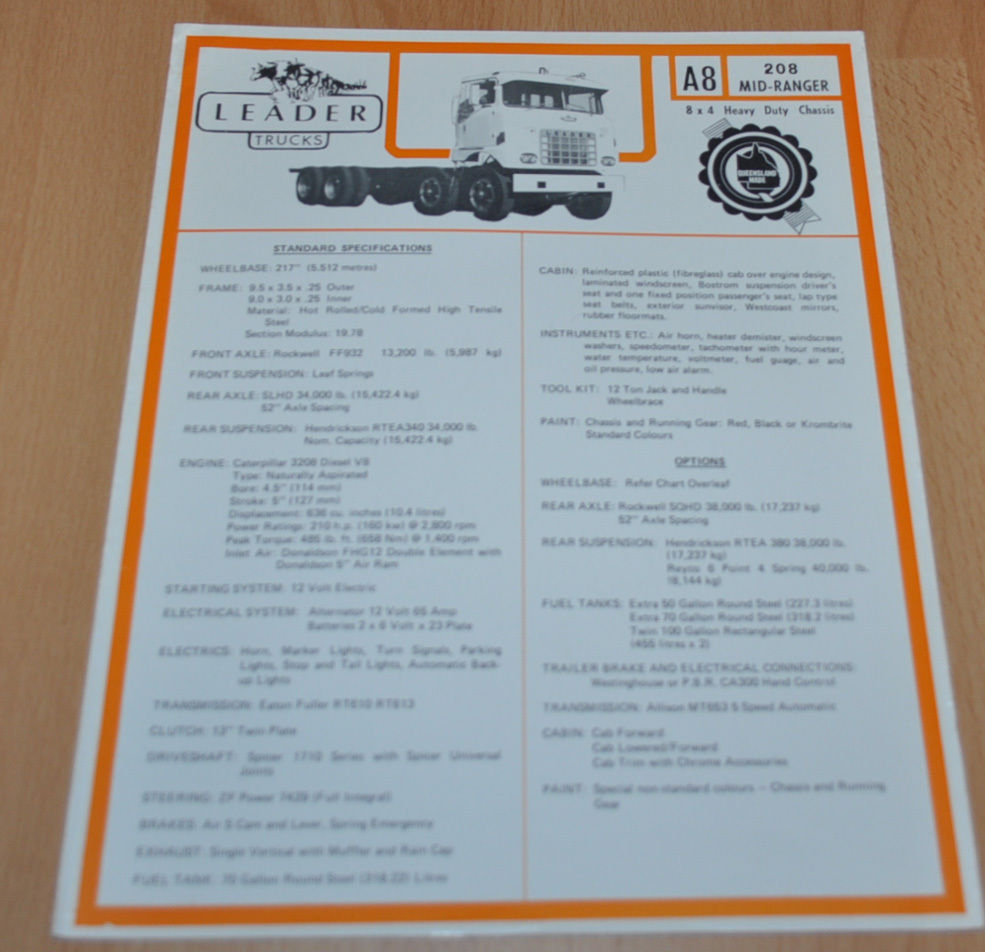 LEADER
TRUCKS
LEADER
A8
208
MID-RANGER
8 x 4 Heavy Duty Chassis
QUEENSLAND
MADE
STANDARD SPECIFICATIONS
WHEELBASE: 217" (5.512 metres)
FRAME: 9.5 x 3.5 x .25 Outer
9.0 x 3.0 x .25 Inner
Material: Hot Rolled/Cold Formed High Tensile
Steel
Section Modulus: 19.78
FRONT AXLE: Rockwell FF932 13,200 lb. (5,987 kg)
FRONT SUSPENSION: Leaf Springs
REAR AXLE: SLHD 34,000 lb. (15,422.4 kg)
52" Axle Spacing
REAR SUSPENSION: Hendrickson RTEA340 34,000 lb.
Nom. Capacity (15,422.4 kg)
ENGINE: Caterpillar 3208 Diesel V8
Type: Naturally Aspirated
Bore: 4.5" (114 mm)
Stroke: 5" (127 mm)
Displacement: 636 cu. inches (10.4 litres)
Power Ratings: 210 h.p. (160 kw) @ 2,800 rpm
Peak Torque: 485 lb. ft. (658 Nm) @ 1,400 rpm
Inlet Air: Donaldson FHG12 Double Element with
Donaldson 5" Air Ram
STARTING SYSTEM: 12 Volt Electric
ELECTRICAL SYSTEM: Alternator 12 Volt 65 Amp
Batteries 2 x 6 Volt x 23 Plate
ELECTRICS: Horn, Marker Lights, Turn Signals, Parking
Lights, Stop and Tail Lights, Automatic Back-
up Lights
TRANSMISSION: Eaton Fuller RT610 RT613
CLUTCH: 13" Twin Plate
DRIVESHAFT: Spicer 1710 Series with Spicer Universal
Joints
STEERING: ZF Power (Full Integral)
BRAKES: Air S Cam and Lever, Spring Emergency
EXHAUST: Single Vertical with Muffler and Rain Cap
FUEL TANK: 70 Gallon Round Steel (318.22) Litres
CABIN: Reinforced plastic (fibreglass) cab over engine design,
laminated windscreen, Bostrom suspension driver's
seat and one fixed position passenger's seat, lap type
seat belts, exterior sunvisor, Westcoast mirrors,
rubber floormats.
INSTRUMENTS ETC.: Air horn, heater demister, windscreen
washers, speedometer, tachometer with hour meter,
water temperature, voltmeter, fuel guage, air and
oil pressure, low air alarm.
TOOL KIT: 12 Ton Jack and Handle
Wheelbrace
PAINT: Chassis and Running Gear: Red, Black or Krombrite
Standard Colours
OPTIONS
WHEELBASE: Refer Chart Overleaf
REAR AXLE: Rockwell SQHD 38,000 lb. (17,237 kg)
52" Axle Spacing
REAR SUSPENSION: Hendrickson RTEA 380 38,000 lb.
(17,237 kg)
Reyco 6 Point 4 Spring 40,000 lb.
(8,144 kg)
FUEL TANKS: Extra 50 Gallon Round Steel (227.3 litres)
Extra 70 Gallon Round Steel (318.2 litres)
Twin 100 Gallon Rectangular Steel
(455 litres x 2)
TRAILER BRAKE AND ELECTRICAL CONNECTIONS:
Westinghouse or P.B.R. CA300 Hand Control
TRANSMISSION: Allison MT653 5 Speed Automatic
CABIN: Cab Forward
Cab Lowered/Forward
Cab Trim with Chrome Accessories
PAINT: Special non-standard colours – Chassis and Running
Gear